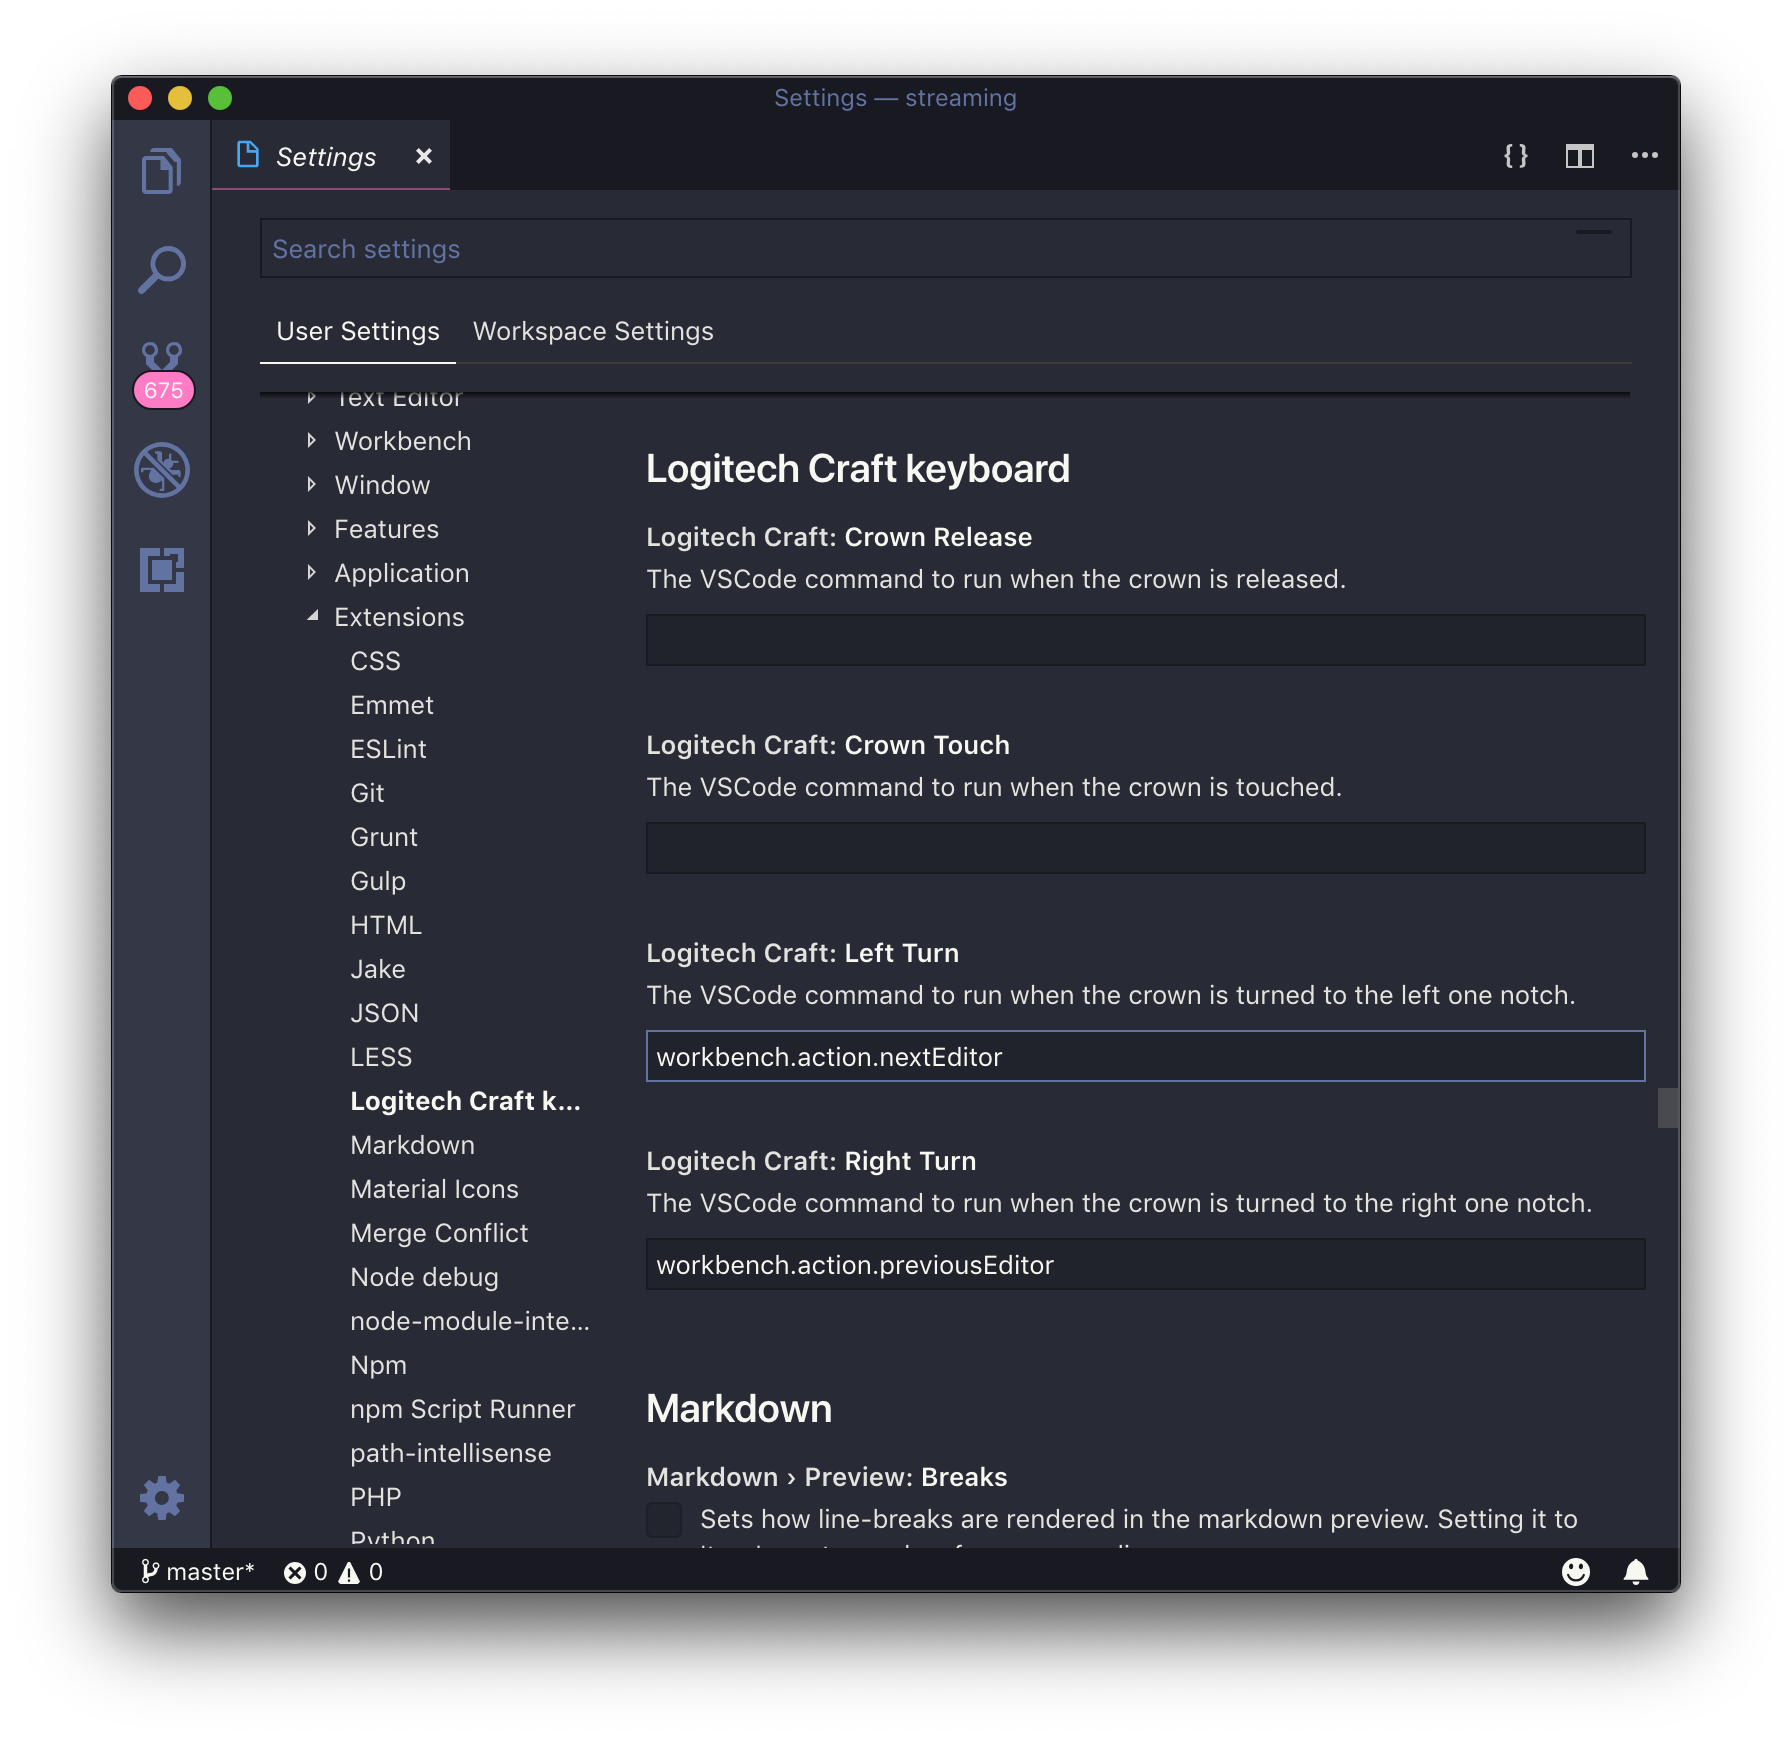 Settings — streaming
Settings
Search settings
User Settings Workspace Settings
675
Text Editor
Workbench
Window
Features
Application
Extensions
CSS
Emmet
ESLint
Git
Grunt
Gulp
HTML
Jake
JSON
LESS
Logitech Craft k...
Markdown
Material Icons
Merge Conflict
Node debug
node-module-inte...
Npm
npm Script Runner
path-intellisense
PHP
Python
Logitech Craft keyboard
Logitech Craft: Crown Release
The VSCode command to run when the crown is released.
Logitech Craft: Crown Touch
The VSCode command to run when the crown is touched.
Logitech Craft: Left Turn
The VSCode command to run when the crown is turned to the left one notch.
workbench.action.nextEditor
Logitech Craft: Right Turn
The VSCode command to run when the crown is turned to the right one notch.
workbench.action.previousEditor
Markdown
Markdown › Preview: Breaks
Sets how line-breaks are rendered in the markdown preview. Setting it to
master* 0 0